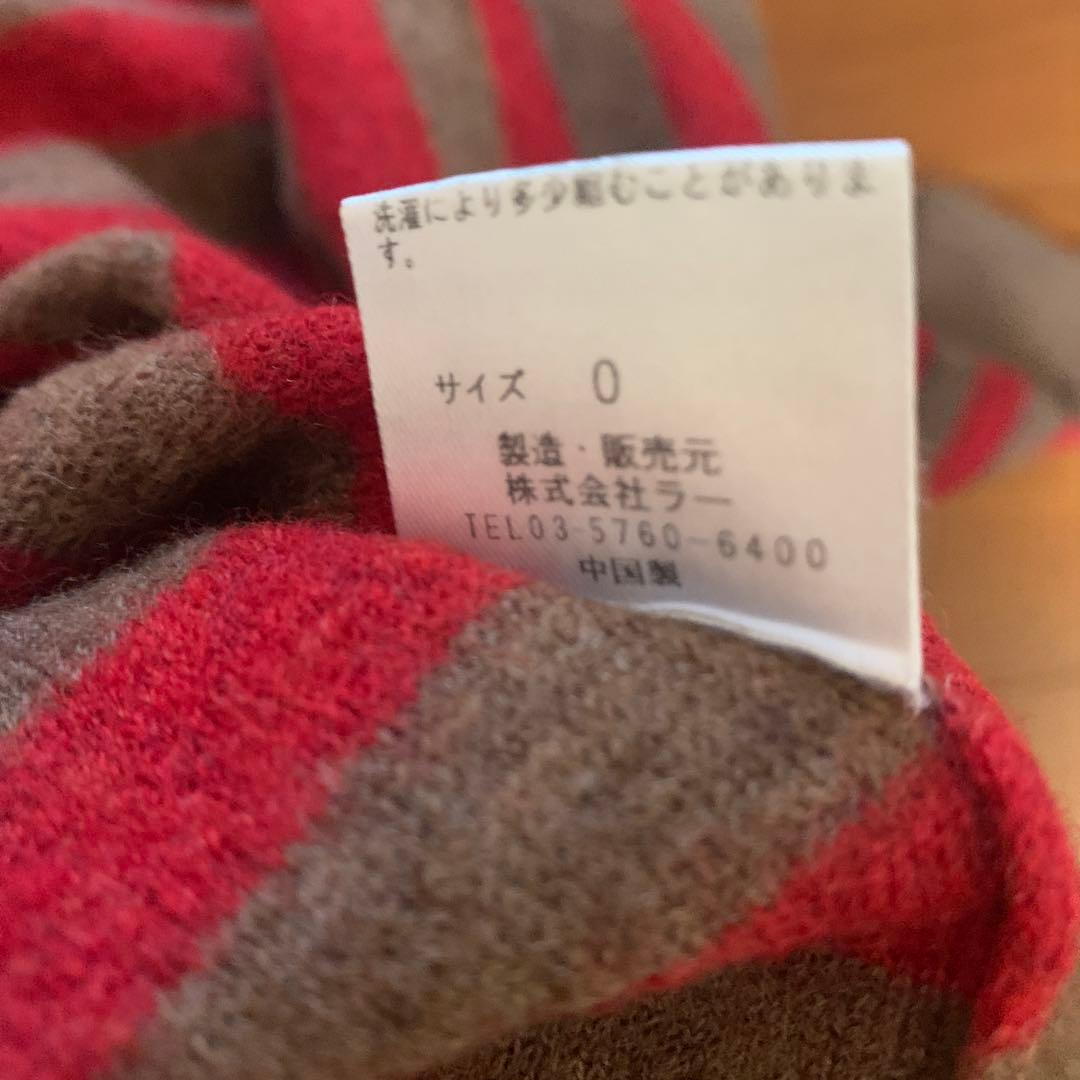 洗濯により多少縮むことがありま
す。
サイズ 0
製造・販売元
株式会社ラー
TEL03-5760-6400
中国製